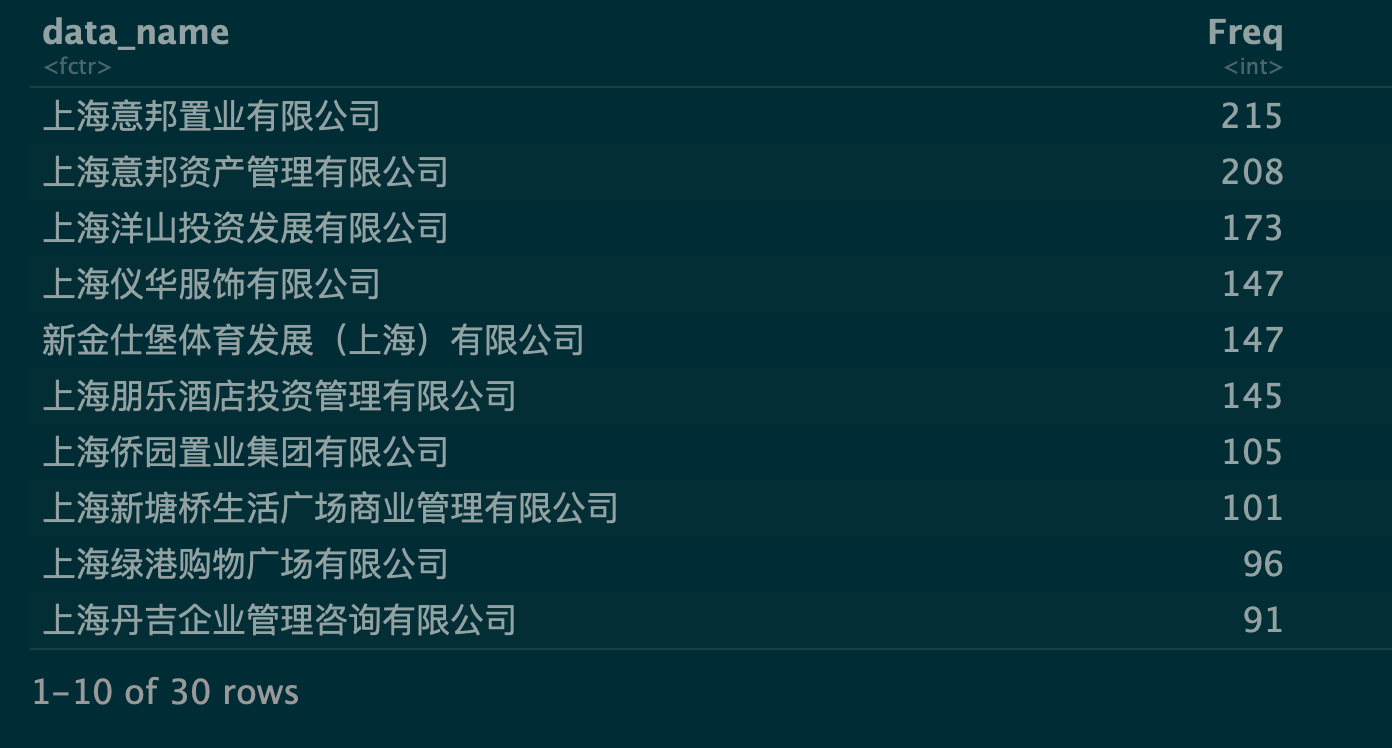 data_name Freq
<fctr> <int>
上海意邦置业有限公司 215
上海意邦资产管理有限公司 208
上海洋山投资发展有限公司 173
上海仪华服饰有限公司 147
新金仕堡体育发展（上海）有限公司 147
上海朋乐酒店投资管理有限公司 145
上海侨园置业集团有限公司 105
上海新塘桥生活广场商业管理有限公司 101
上海绿港购物广场有限公司 96
上海丹吉企业管理咨询有限公司 91
1-10 of 30 rows